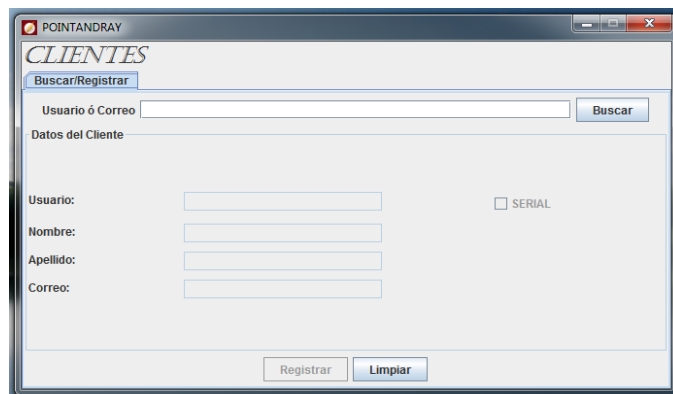 POINTANDRAY
CLIENTES
Buscar/Registrar
Usuario ó Correo Buscar
Datos del Cliente
Usuario: SERIAL
Nombre:
Apellido:
Correo:
Registrar Limpiar